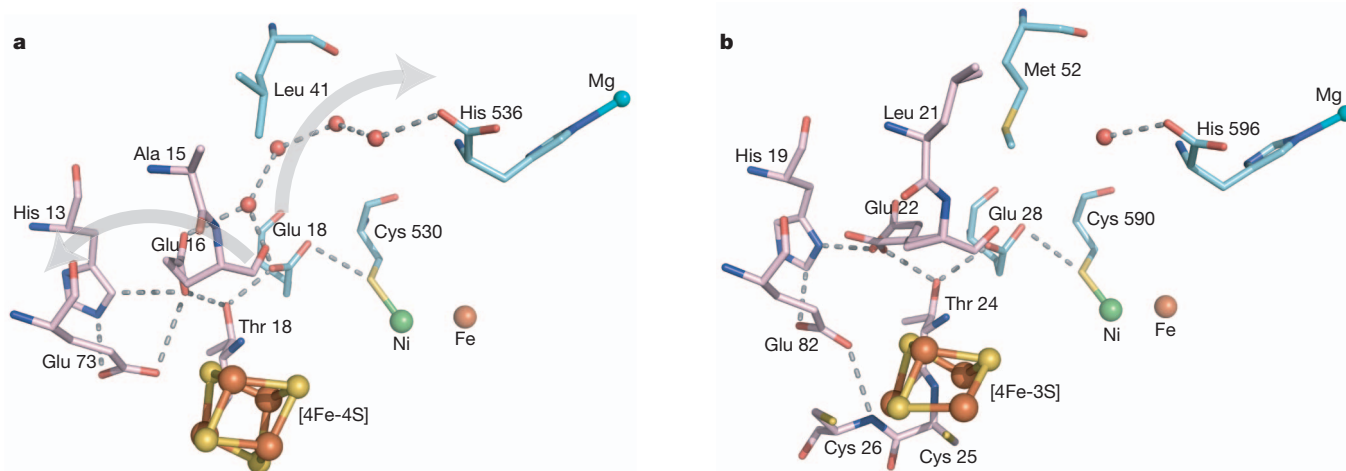 a
Leu 41
Mg
His 536
Ala 15
His 13
Glu 16
Glu 18
Cys 530
Thr 18
Ni
Fe
Glu 73
[4Fe-4S]
b
Met 52
Mg
Leu 21
His 596
His 19
Glu 22
Glu 28
Cys 590
Thr 24
Ni
Fe
Glu 82
[4Fe-3S]
Cys 26
Cys 25